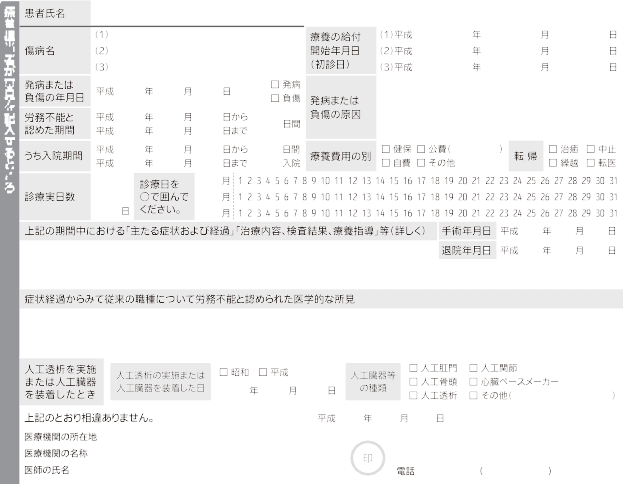 患者氏名
傷病名
(1)
(2)
(3)
療養の給付
開始年月日
(初診日)
(1)平成 年 月 日
(2)平成 年 月 日
(3)平成 年 月 日
発病または
負傷の年月日
平成 年 月 日
□ 発病
□ 負傷
発病または
負傷の原因
労務不能と
認めた期間
平成 年 月 日から
平成 年 月 日まで
日間
うち入院期間
平成 年 月 日から
平成 年 月 日まで
日間
入院
療養費用の別
□ 健保 □ 公費( )
□ 自費 □ その他
転 帰
□ 治癒 □ 中止
□ 繰越 □ 転医
診療実日数
日
診療日を
○で囲んで
ください。
月 1 2 3 4 5 6 7 8 9 10 11 12 13 14 15 16 17 18 19 20 21 22 23 24 25 26 27 28 29 30 31
月 1 2 3 4 5 6 7 8 9 10 11 12 13 14 15 16 17 18 19 20 21 22 23 24 25 26 27 28 29 30 31
月 1 2 3 4 5 6 7 8 9 10 11 12 13 14 15 16 17 18 19 20 21 22 23 24 25 26 27 28 29 30 31
上記の期間中における「主たる症状および経過」「治療内容、検査結果、療養指導」等(詳しく)
手術年月日 平成 年 月 日
退院年月日 平成 年 月 日
症状経過からみて従来の職種について労務不能と認められた医学的な所見
人工透析を実施
または人工臓器
を装着したとき
人工透析の実施または
人工臓器を装着した日
□ 昭和 □ 平成
年 月 日
人工臓器等
の種類
□ 人工肛門 □ 人工関節
□ 人工骨頭 □ 心臓ペースメーカー
□ 人工透析 □ その他( )
上記のとおり相違ありません。
平成 年 月 日
医療機関の所在地
医療機関の名称
医師の氏名
印
電話 ( )